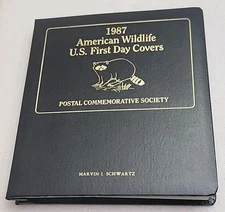 1987
American Wildlife
U.S. First Day Covers
POSTAL COMMEMORATIVE SOCIETY
MARVIN J. SCHWARTZ